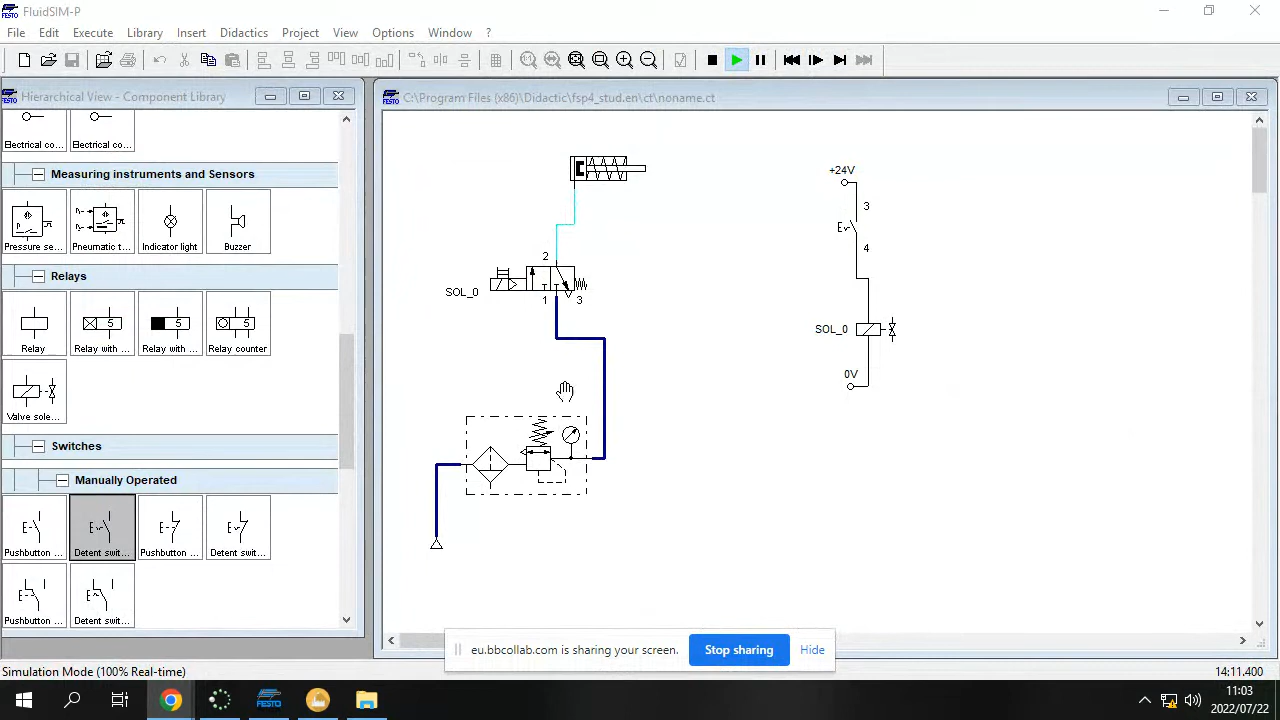 FluidSIM-P
File Edit Execute Library Insert Didactics Project View Options Window ?
Hierarchical View - Component Library
C:\Program Files (x86)\Didactic\fsp4_stud.en\ct\noname.ct
Electrical co... Electrical co...
Measuring instruments and Sensors
Pressure se... Pneumatic t... Indicator light Buzzer
Relays
5 5 5
Relay Relay with ... Relay with ... Relay counter
Valve sole...
Switches
Manually Operated
Pushbutton ... Detent swit... Pushbutton ... Detent swit...
Pushbutton ... Detent swit...
2
SOL_0
1 3
+24V
3
4
SOL_0
0V
eu.bbcollab.com is sharing your screen. Stop sharing Hide
Simulation Mode (100% Real-time) 14:11.400
FESTO
11:03
2022/07/22